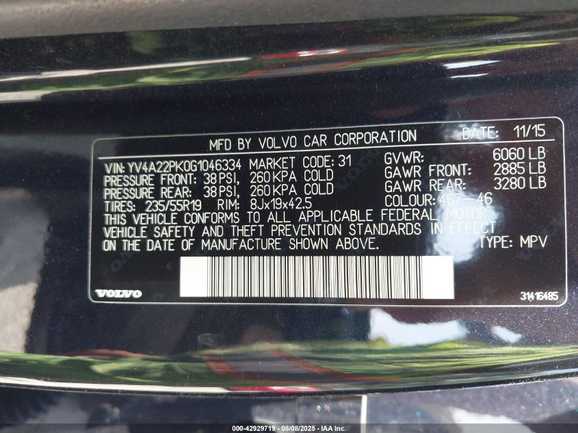 MFD BY VOLVO CAR CORPORATION DATE: 11/15
VIN: YV4A22PK0G1046334 MARKET CODE: 31 GVWR: 6060 LB
PRESSURE FRONT: 38 PSI, 260 KPA COLD GAWR FRONT: 2885 LB
PRESSURE REAR: 38 PSI, 260 KPA COLD GAWR REAR: 3280 LB
TIRES: 235/55R19 RIM: 8Jx19x42.5 COLOUR: 467-46
THIS VEHICLE CONFORMS TO ALL APPLICABLE FEDERAL MOTOR
VEHICLE SAFETY AND THEFT PREVENTION STANDARDS IN EFFECT
ON THE DATE OF MANUFACTURE SHOWN ABOVE. TYPE: MPV
VOLVO 31416485
000-42929719 - 08/08/2025 - IAA Inc.